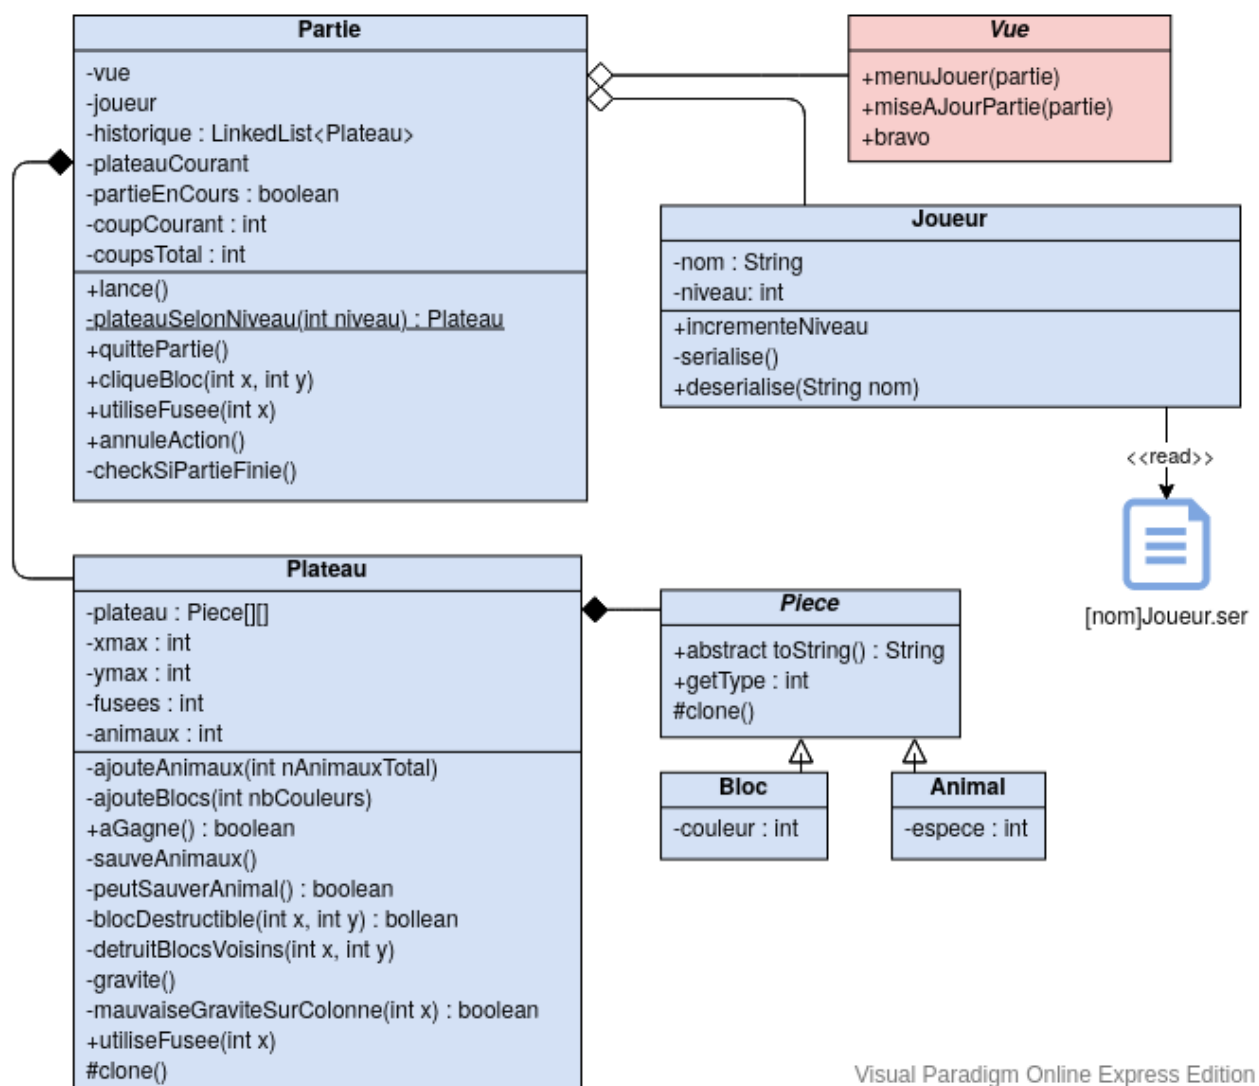 Partie
-vue
-joueur
-historique : LinkedList<Plateau>
-plateauCourant
-partieEnCours : boolean
-coupCourant : int
-coupsTotal : int
+lance()
-plateauSelonNiveau(int niveau) : Plateau
+quittePartie()
+cliqueBloc(int x, int y)
+utiliseFusee(int x)
+annuleAction()
-checkSiPartieFinie()
Vue
+menuJouer(partie)
+miseAJourPartie(partie)
+bravo
Joueur
-nom : String
-niveau: int
+incrementeNiveau
-serialise()
+deserialise(String nom)
<<read>>
[nom]Joueur.ser
Plateau
-plateau : Piece[][]
-xmax : int
-ymax : int
-fusees : int
-animaux : int
-ajouteAnimaux(int nAnimauxTotal)
-ajouteBlocs(int nbCouleurs)
+aGagne() : boolean
-sauveAnimaux()
-peutSauverAnimal() : boolean
-blocDestructible(int x, int y) : bollean
-detruitBlocsVoisins(int x, int y)
-gravite()
-mauvaiseGraviteSurColonne(int x) : boolean
+utiliseFusee(int x)
#clone()
Piece
+abstract toString() : String
+getType : int
#clone()
Bloc
-couleur : int
Animal
-espece : int
Visual Paradigm Online Express Edition